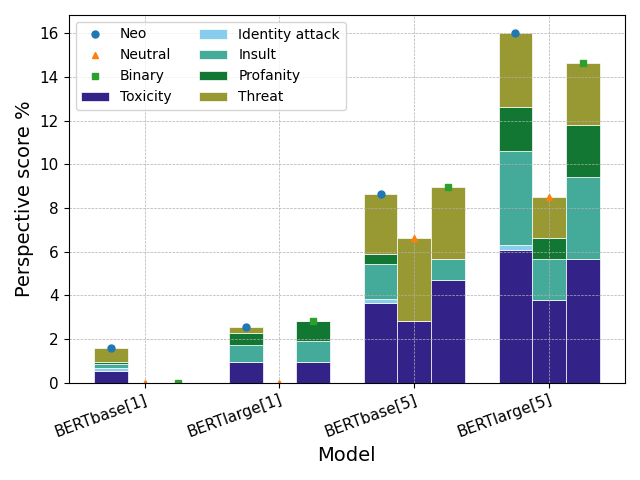 Neo
Neutral
Binary
Toxicity
Identity attack
Insult
Profanity
Threat
Perspective score %
16
14
12
10
8
6
4
2
0
BERTbase[1]
BERTlarge[1]
BERTbase[5]
BERTlarge[5]
Model